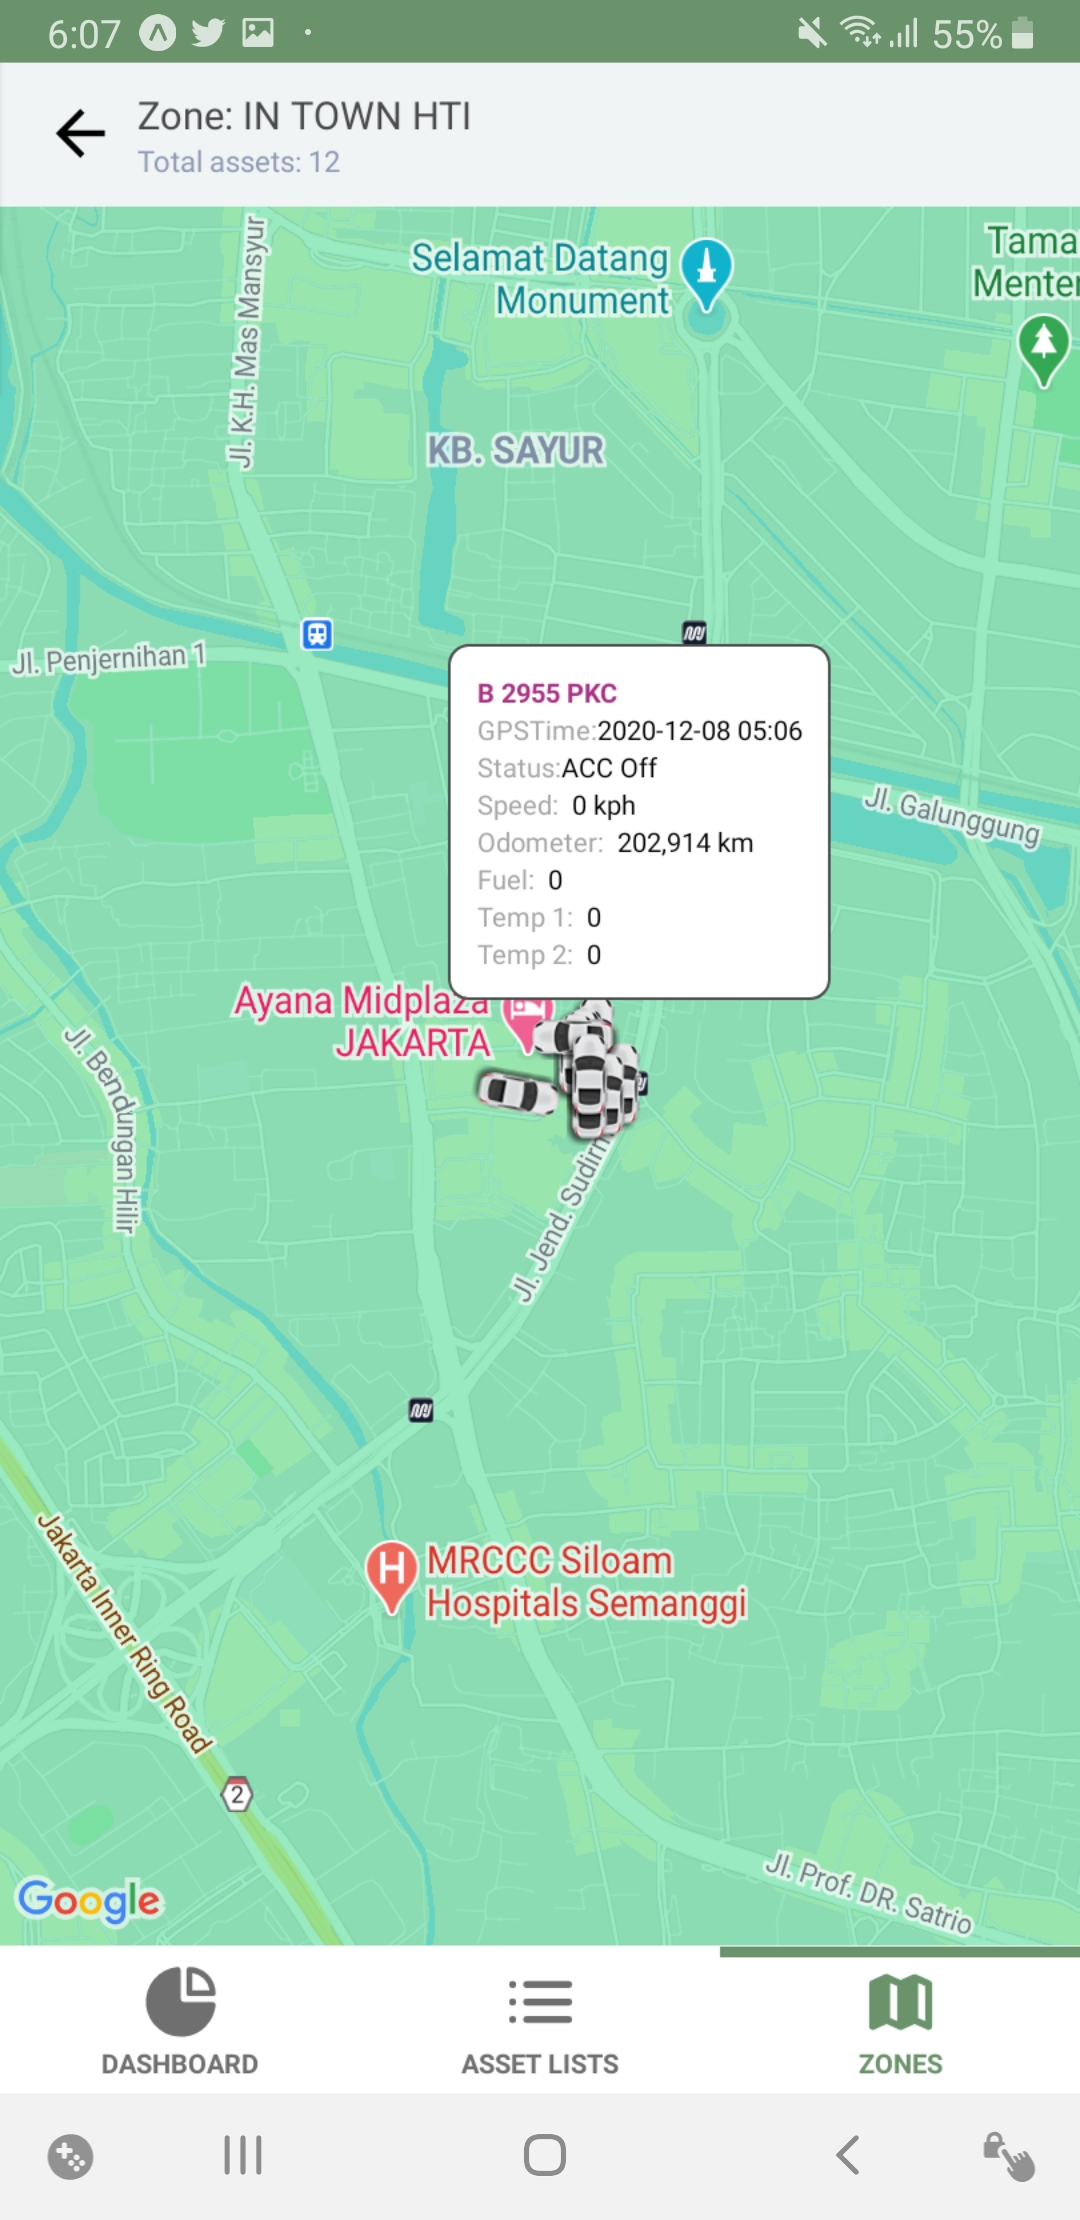 6:07
55%
Zone: IN TOWN HTI
Total assets: 12
Jl. K.H. Mas Mansyur
Selamat Datang
Monument
Tama
Menter
KB. SAYUR
Jl. Penjernihan 1
B 2955 PKC
GPSTime:2020-12-08 05:06
Status:ACC Off
Speed: 0 kph
Odometer: 202,914 km
Fuel: 0
Temp 1: 0
Temp 2: 0
Jl. Galunggung
Ayana Midplaza
JAKARTA
Jl. Bendungan Hilir
Jl. Jend. Sudirm
MRCCC Siloam
Hospitals Semanggi
Jakarta Inner Ring Road
2
Jl. Prof. DR. Satrio
Google
DASHBOARD
ASSET LISTS
ZONES